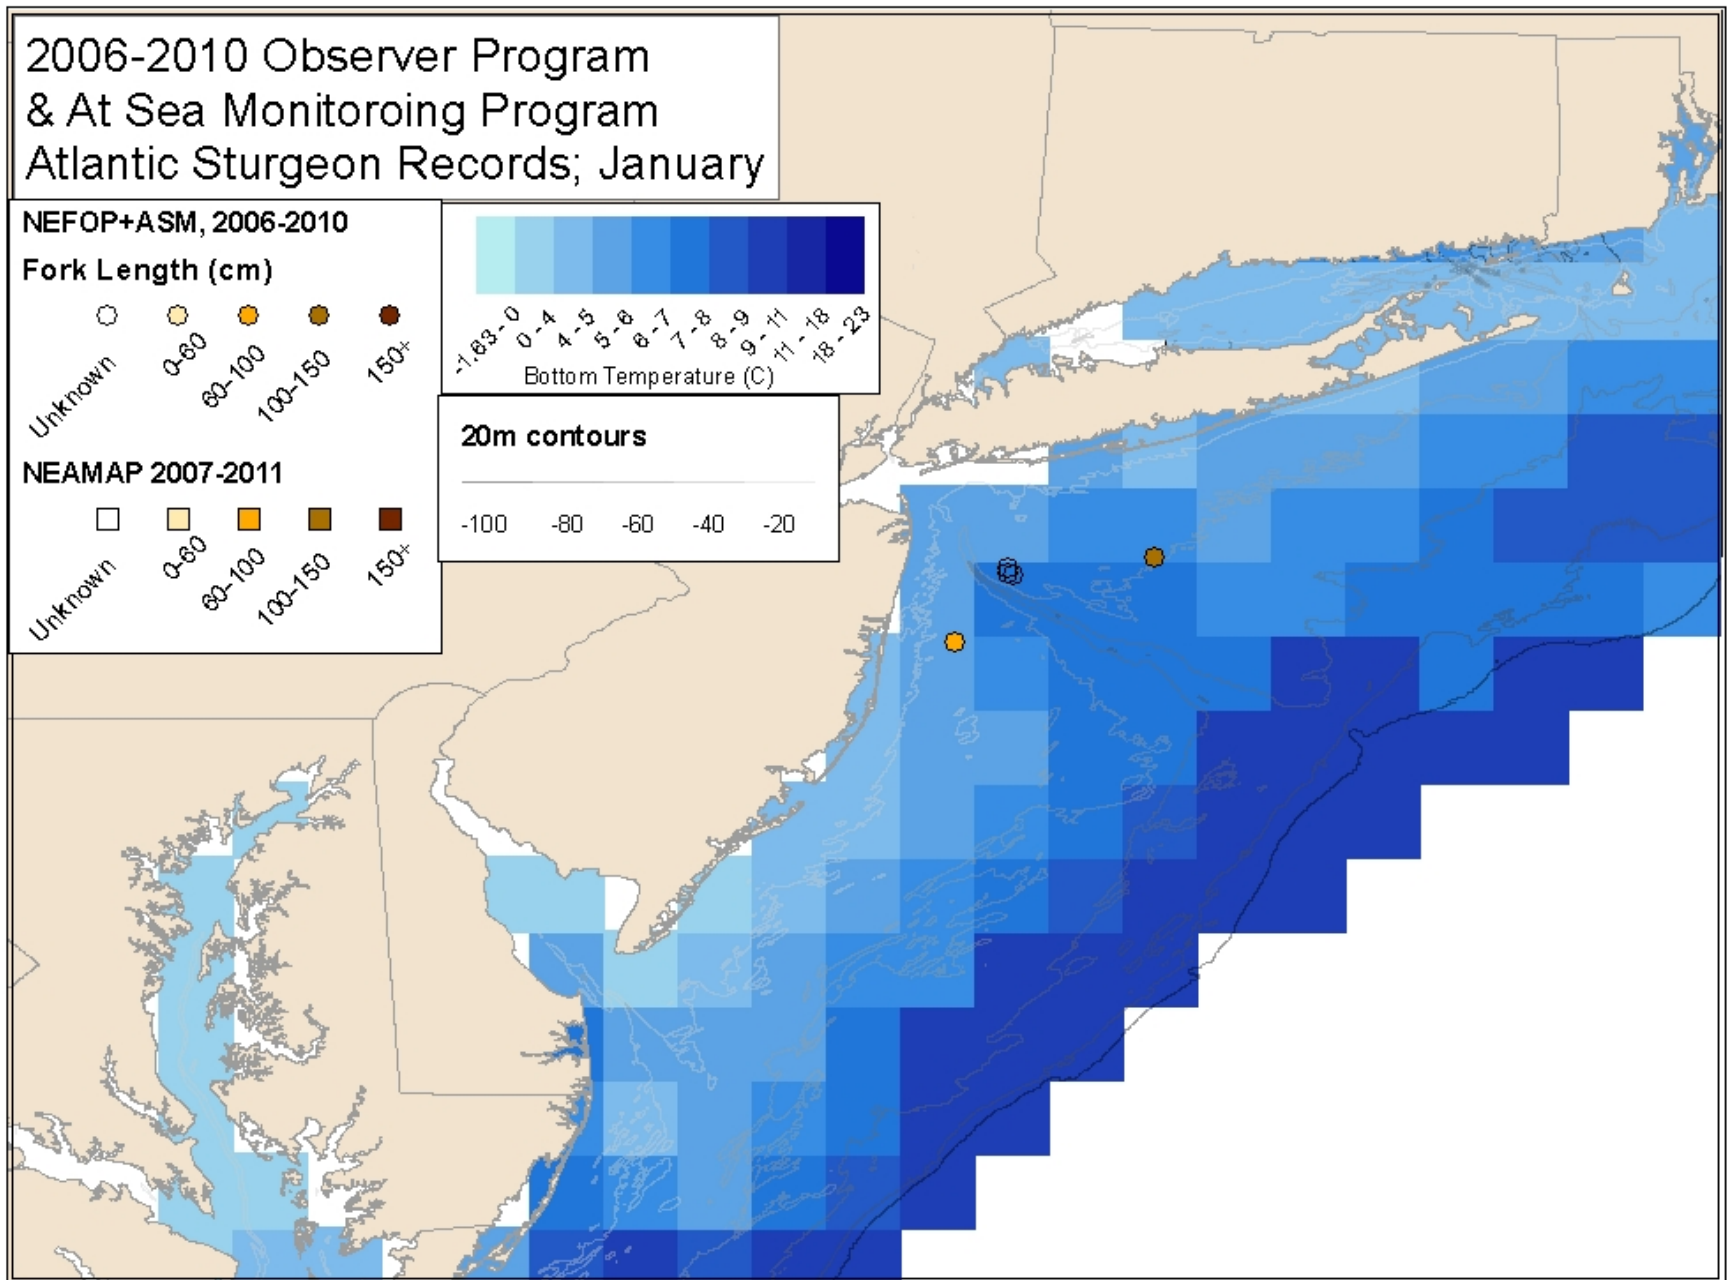 2006-2010 Observer Program
& At Sea Monitoroing Program
Atlantic Sturgeon Records; January
NEFOP+ASM, 2006-2010
Fork Length (cm)
Unknown 0-60 60-100 100-150 150+
NEAMAP 2007-2011
Unknown 0-60 60-100 100-150 150+
-1.63 - 0 0 - 4 4 - 5 5 - 6 6 - 7 7 - 8 8 - 9 9 - 11 11 - 18 18 - 23
Bottom Temperature (C)
20m contours
-100 -80 -60 -40 -20